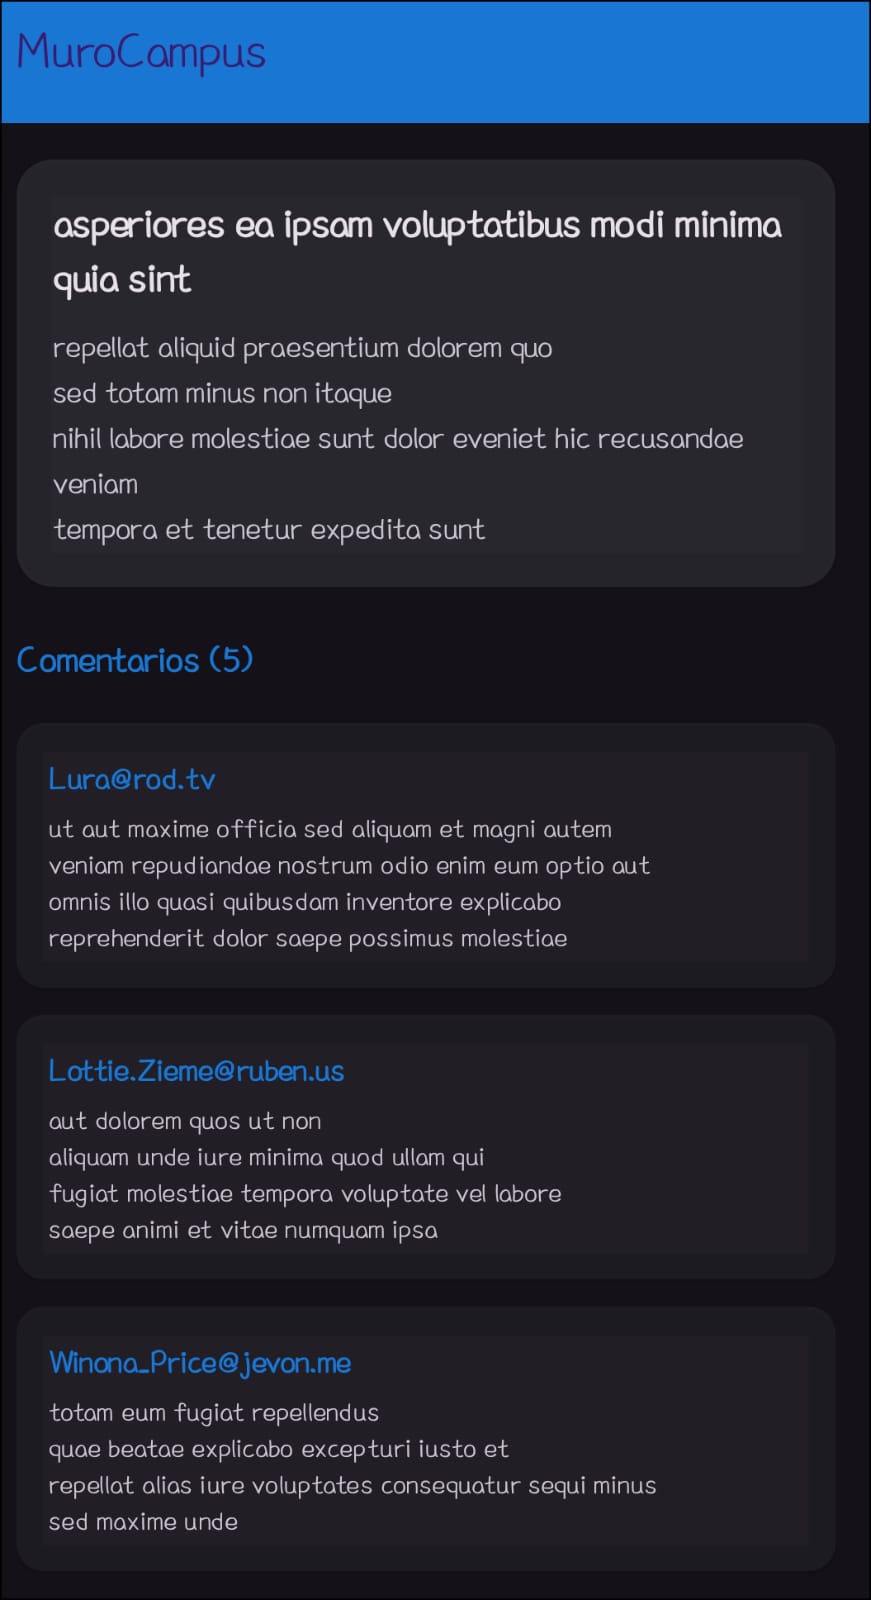 MuroCampus
asperiores ea ipsam voluptatibus modi minima
quia sint
repellat aliquid praesentium dolorem quo
sed totam minus non itaque
nihil labore molestiae sunt dolor eveniet hic recusandae
veniam
tempora et tenetur expedita sunt
Comentarios (5)
Lura@rod.tv
ut aut maxime officia sed aliquam et magni autem
veniam repudiandae nostrum odio enim eum optio aut
omnis illo quasi quibusdam inventore explicabo
reprehenderit dolor saepe possimus molestiae
Lottie.Zieme@ruben.us
aut dolorem quos ut non
aliquam unde iure minima quod ullam qui
fugiat molestiae tempora voluptate vel labore
saepe animi et vitae numquam ipsa
Winona_Price@jevon.me
totam eum fugiat repellendus
quae beatae explicabo excepturi iusto et
repellat alias iure voluptates consequatur sequi minus
sed maxime unde